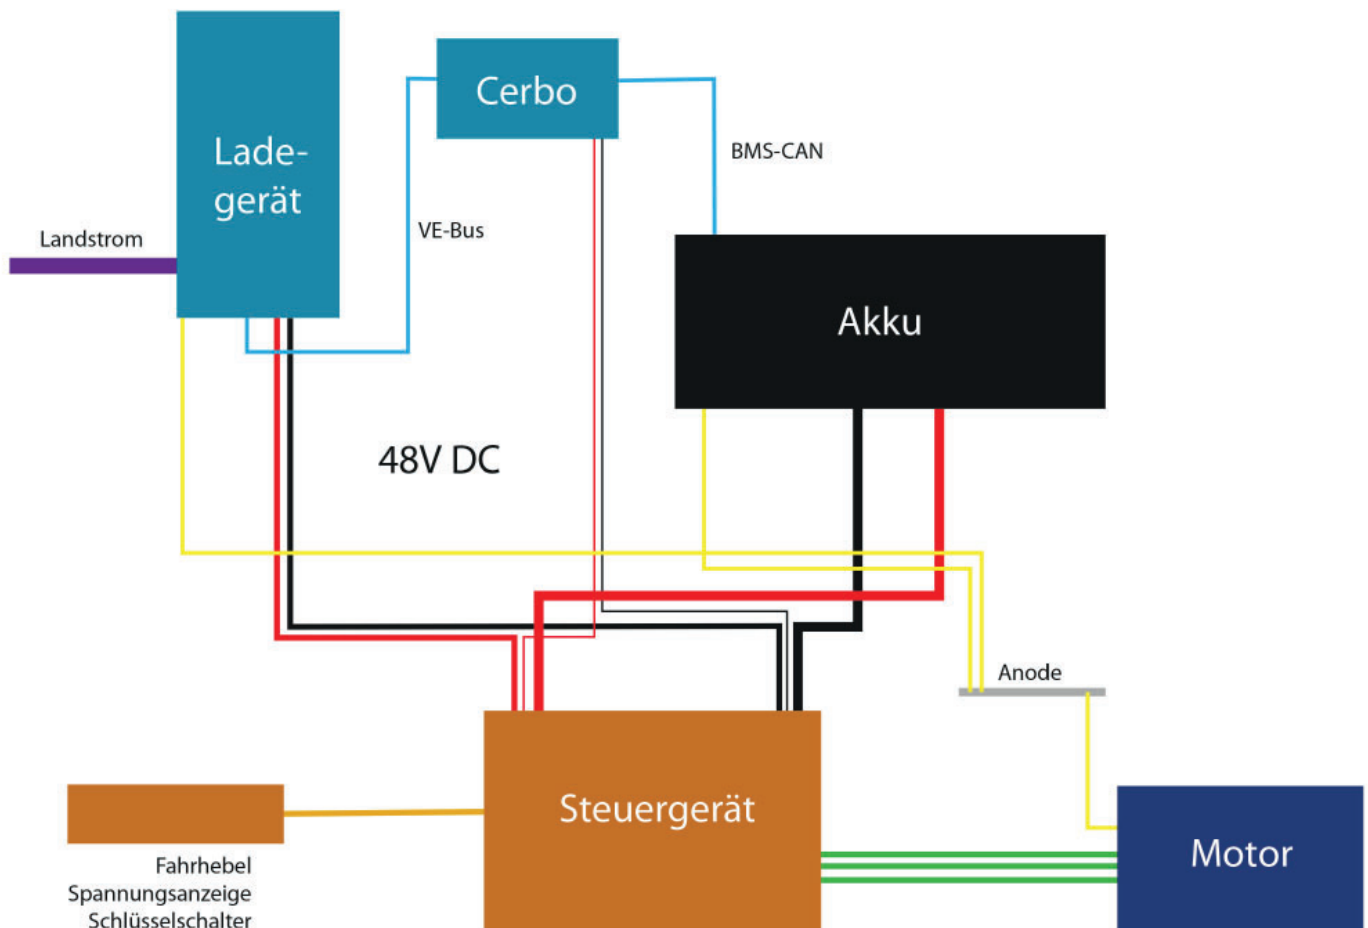 Cerbo
Lade-
gerät
BMS-CAN
VE-Bus
Landstrom
Akku
48V DC
Anode
Steuergerät
Motor
Fahrhebel
Spannungsanzeige
Schlüsselschalter